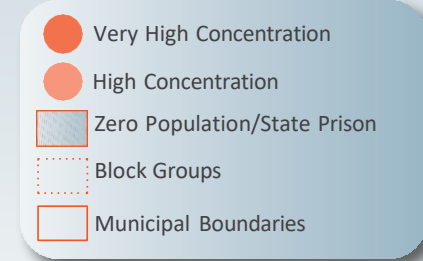 Very High Concentration
High Concentration
Zero Population/State Prison
Block Groups
Municipal Boundaries